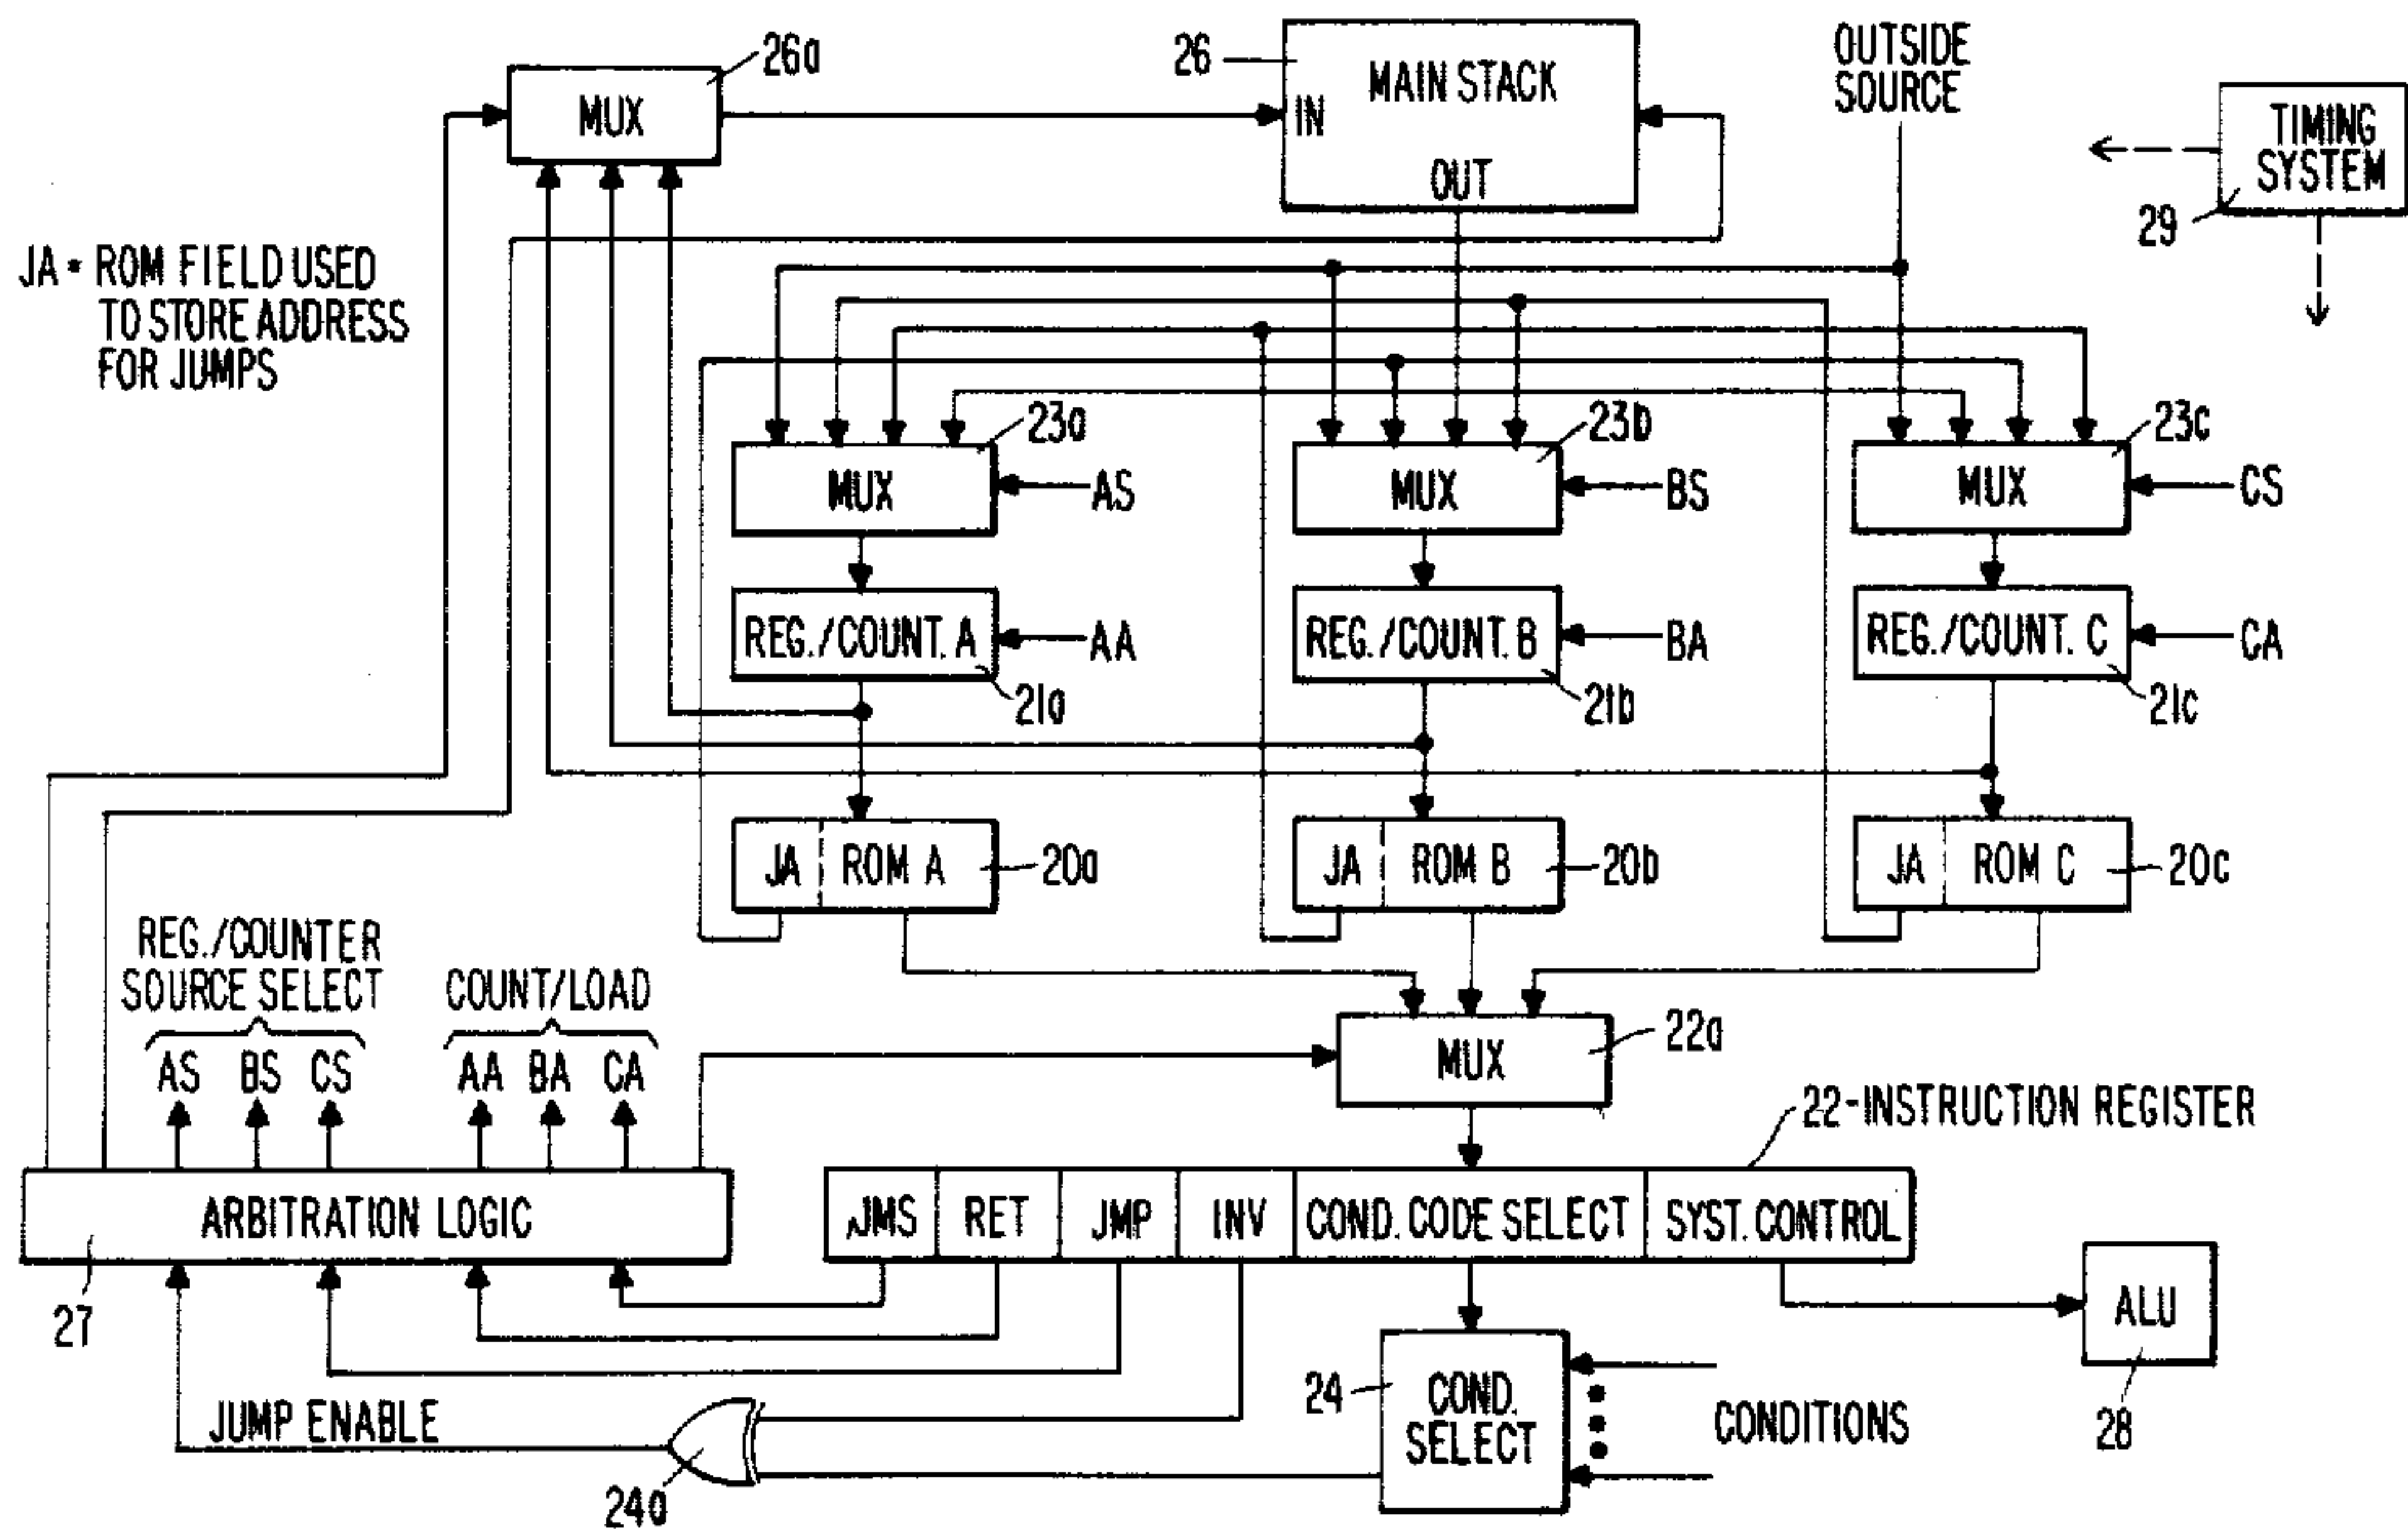 26a
MUX
26
MAIN STACK
IN
OUT
OUTSIDE
SOURCE
TIMING
SYSTEM
29
JA = ROM FIELD USED
TO STORE ADDRESS
FOR JUMPS
23a
MUX
AS
23b
MUX
BS
23c
MUX
CS
REG./COUNT. A
AA
21a
REG./COUNT. B
BA
21b
REG./COUNT. C
CA
21c
JA
ROM A
20a
JA
ROM B
20b
JA
ROM C
20c
REG./COUNTER
SOURCE SELECT
COUNT/LOAD
AS BS CS
AA BA CA
MUX
22a
22-INSTRUCTION REGISTER
ARBITRATION LOGIC
27
JMS
RET
JMP
INV
COND. CODE SELECT
SYST. CONTROL
ALU
28
24
COND.
SELECT
CONDITIONS
JUMP ENABLE
24a